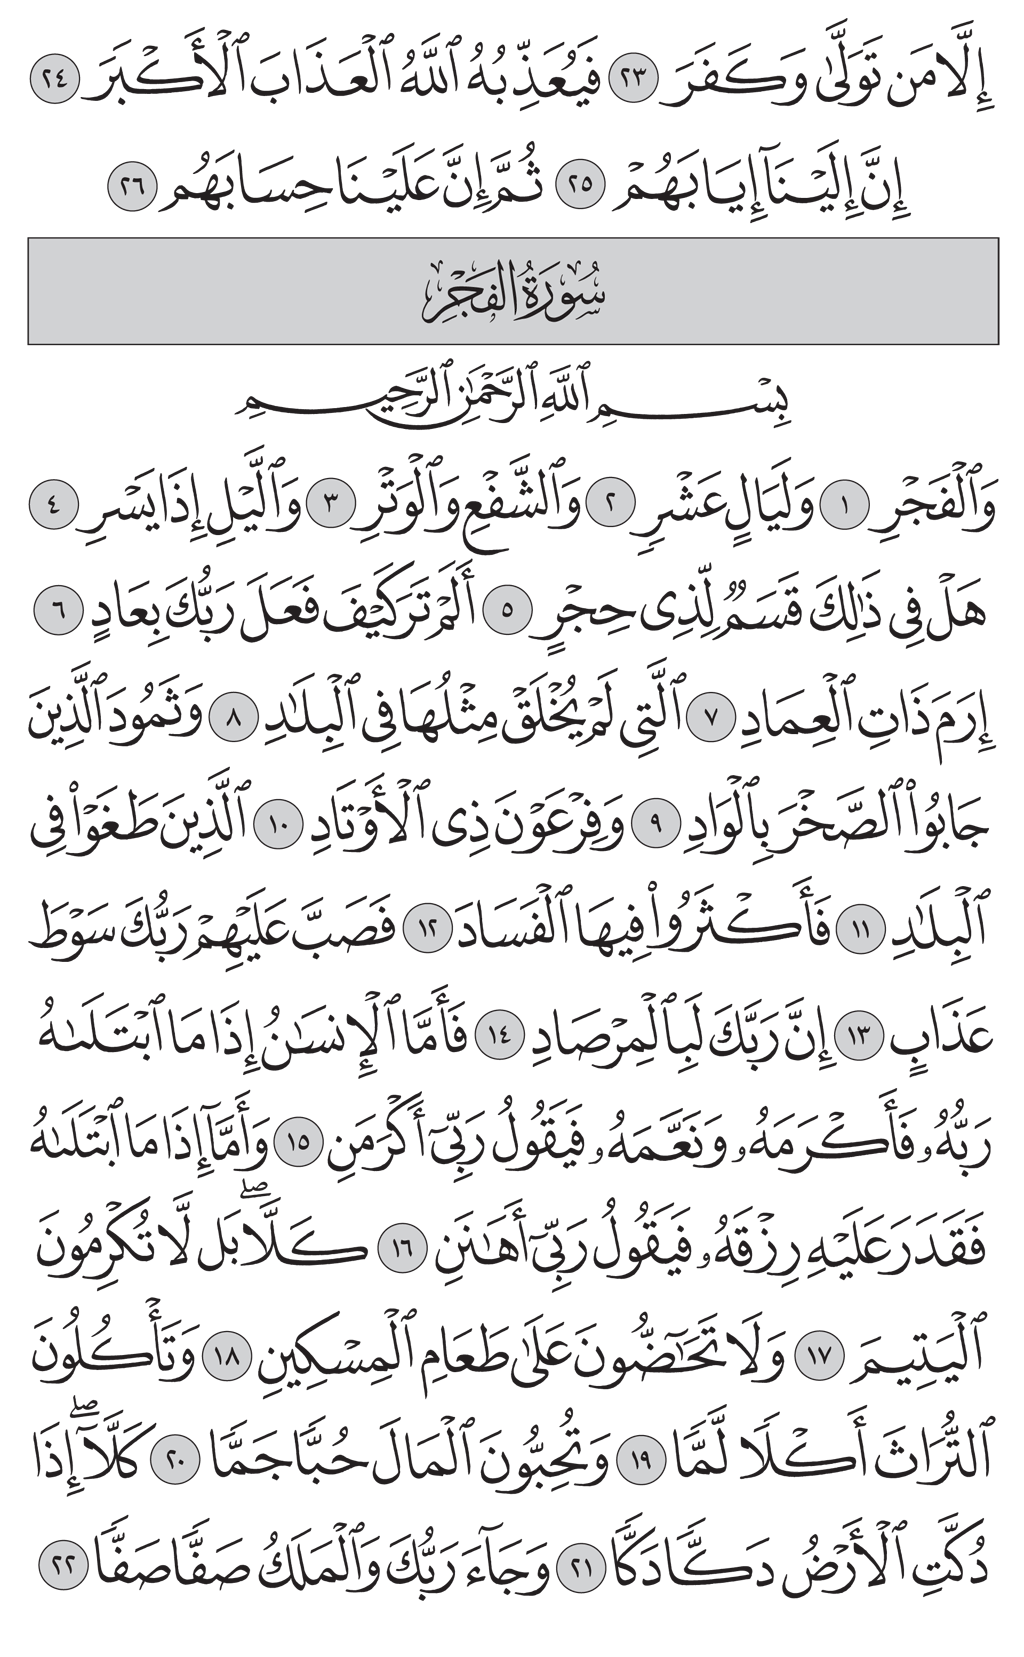 إِلَّا مَن تَوَلَّىٰ وَكَفَرَ ٢٣ فَيُعَذِّبُهُ ٱللَّهُ ٱلْعَذَابَ ٱلْأَكْبَرَ ٢٤
إِنَّ إِلَيْنَآ إِيَابَهُمْ ٢٥ ثُمَّ إِنَّ عَلَيْنَا حِسَابَهُم ٢٦
سُورَةُ الفَجْرِ
بِسْمِ ٱللَّهِ ٱلرَّحْمَٰنِ ٱلرَّحِيمِ
وَٱلْفَجْرِ ١ وَلَيَالٍ عَشْرٍ ٢ وَٱلشَّفْعِ وَٱلْوَتْرِ ٣ وَٱلَّيْلِ إِذَا يَسْرِ ٤
هَلْ فِي ذَٰلِكَ قَسَمٌ لِّذِى حِجْرٍ ٥ أَلَمْ تَرَ كَيْفَ فَعَلَ رَبُّكَ بِعَادٍ ٦
إِرَمَ ذَاتِ ٱلْعِمَادِ ٧ ٱلَّتِى لَمْ يُخْلَقْ مِثْلُهَا فِى ٱلْبِلَٰدِ ٨ وَثَمُودَ ٱلَّذِينَ
جَابُوا۟ ٱلصَّخْرَ بِٱلْوَادِ ٩ وَفِرْعَوْنَ ذِى ٱلْأَوْتَادِ ١٠ ٱلَّذِينَ طَغَوْا۟ فِى
ٱلْبِلَٰدِ ١١ فَأَكْثَرُوا۟ فِيهَا ٱلْفَسَادَ ١٢ فَصَبَّ عَلَيْهِمْ رَبُّكَ سَوْطَ
عَذَابٍ ١٣ إِنَّ رَبَّكَ لَبِٱلْمِرْصَادِ ١٤ فَأَمَّا ٱلْإِنسَٰنُ إِذَا مَا ٱبْتَلَىٰهُ
رَبُّهُۥ فَأَكْرَمَهُۥ وَنَعَّمَهُۥ فَيَقُولُ رَبِّىٓ أَكْرَمَنِ ١٥ وَأَمَّآ إِذَا مَا ٱبْتَلَىٰهُ
فَقَدَرَ عَلَيْهِ رِزْقَهُۥ فَيَقُولُ رَبِّىٓ أَهَٰنَنِ ١٦ كَلَّا ۖ بَل لَّا تُكْرِمُونَ
ٱلْيَتِيمَ ١٧ وَلَا تَحَٰٓضُّونَ عَلَىٰ طَعَامِ ٱلْمِسْكِينِ ١٨ وَتَأْكُلُونَ
ٱلتُّرَاثَ أَكْلًا لَّمًّا ١٩ وَتُحِبُّونَ ٱلْمَالَ حُبًّا جَمًّا ٢٠ كَلَّآ ۖ إِذَا
دُكَّتِ ٱلْأَرْضُ دَكًّا دَكًّا ٢١ وَجَآءَ رَبُّكَ وَٱلْمَلَكُ صَفًّا صَفًّا ٢٢